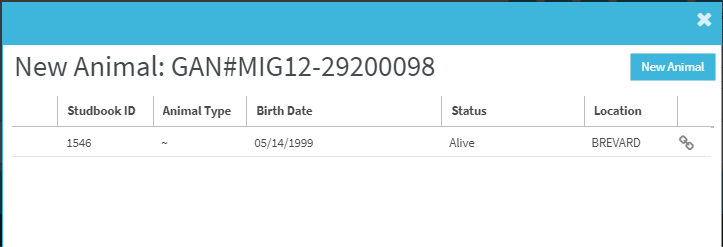 New Animal: GAN#MIG12-29200098
New Animal
Studbook ID Animal Type Birth Date Status Location
1546 ~ 05/14/1999 Alive BREVARD